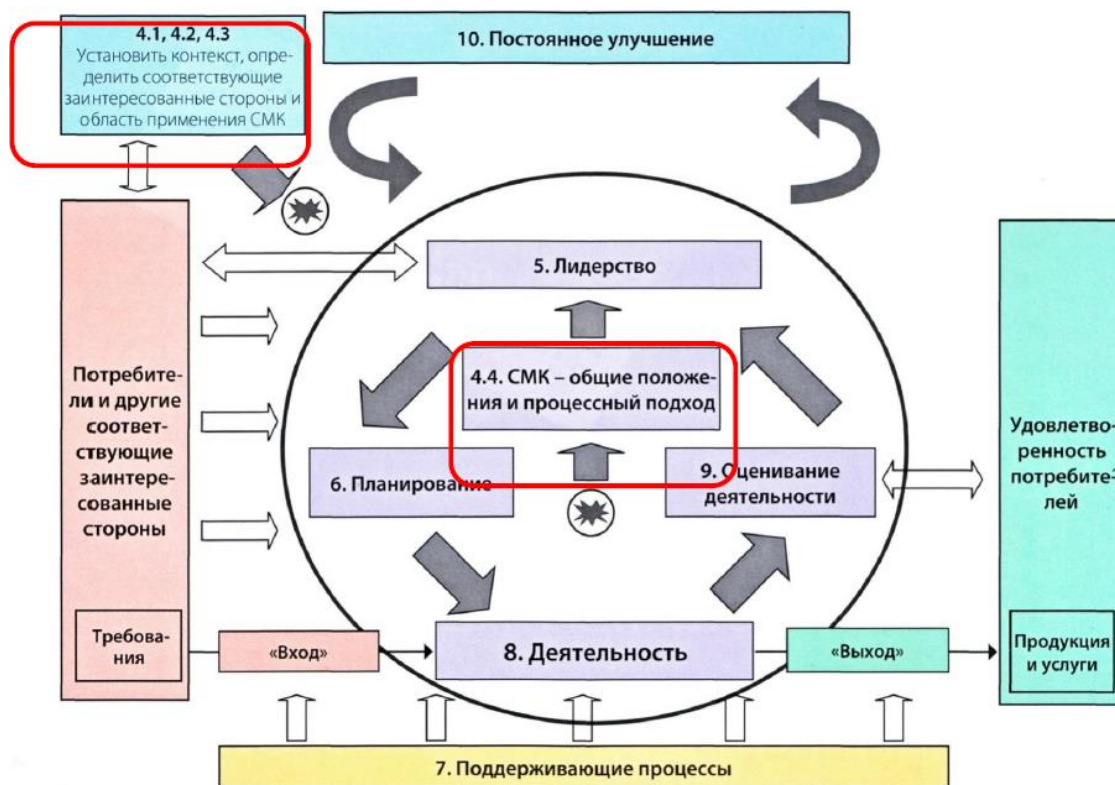 4.1, 4.2, 4.3
Установить контекст, опре-
делить соответствующие
заинтересованные стороны и
область применения СМК
10. Постоянное улучшение
5. Лидерство
4.4. СМК – общие положе-
ния и процессный подход
6. Планирование
9. Оценивание
деятельности
Потребите-
ли и другие
соответ-
ствующие
заинтере-
сованные
стороны
Удовлетво-
ренность
потребите-
лей
Требова-
ния
«Вход»
8. Деятельность
«Выход»
Продукция
и услуги
7. Поддерживающие процессы